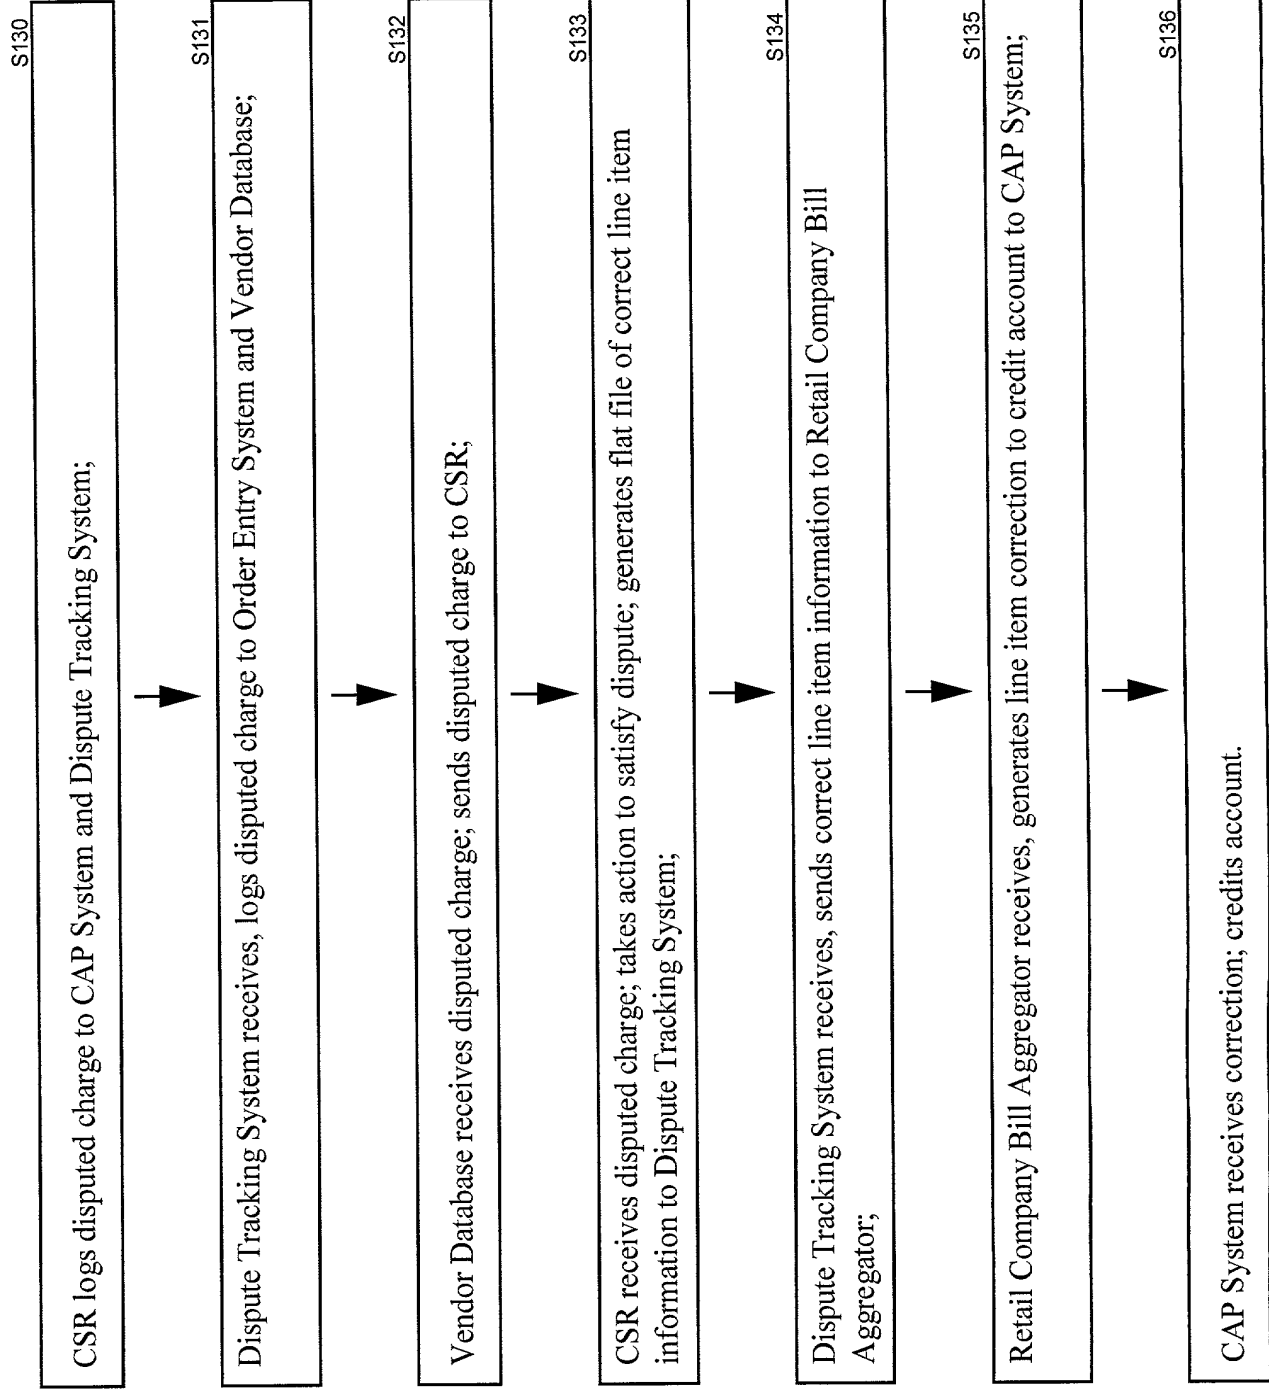 S130
CSR logs disputed charge to CAP System and Dispute Tracking System;
S131
Dispute Tracking System receives, logs disputed charge to Order Entry System and Vendor Database;
S132
Vendor Database receives disputed charge; sends disputed charge to CSR;
S133
CSR receives disputed charge; takes action to satisfy dispute; generates flat file of correct line item
information to Dispute Tracking System;
S134
Dispute Tracking System receives, sends correct line item information to Retail Company Bill
Aggregator;
S135
Retail Company Bill Aggregator receives, generates line item correction to credit account to CAP System;
S136
CAP System receives correction; credits account.